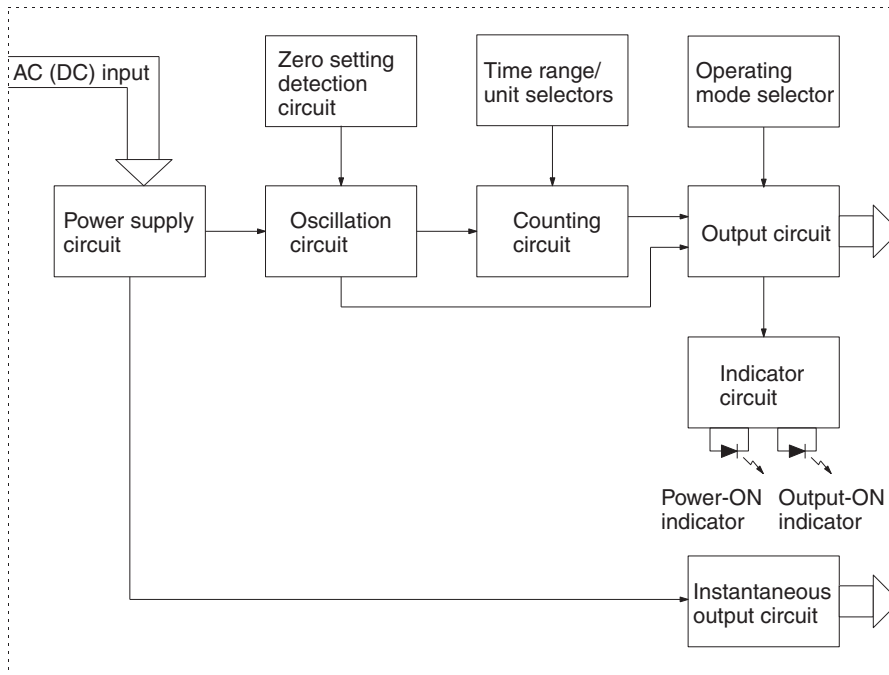 AC (DC) input
Zero setting
detection
circuit
Time range/
unit selectors
Operating
mode selector
Power supply
circuit
Oscillation
circuit
Counting
circuit
Output circuit
Indicator
circuit
Power-ON
indicator
Output-ON
indicator
Instantaneous
output circuit